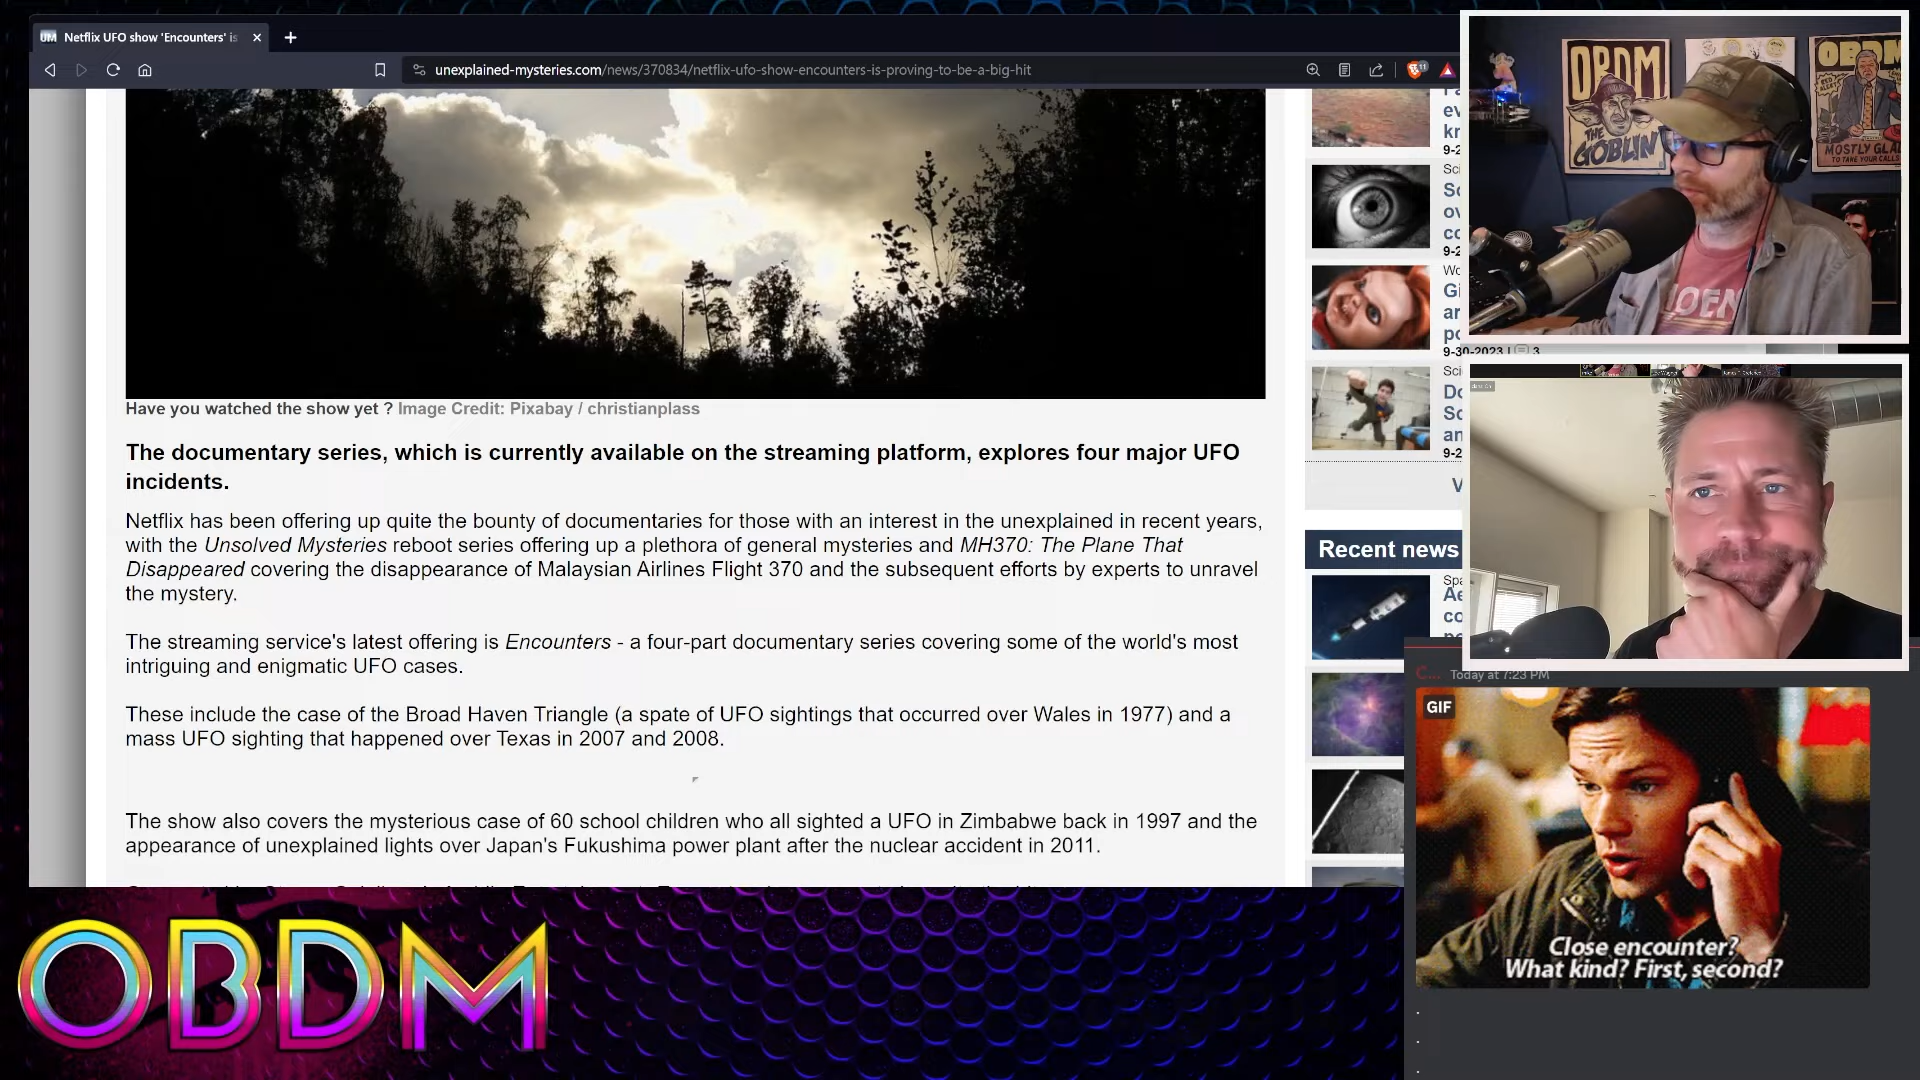 Netflix UFO show 'Encounters' is
unexplained-mysteries.com/news/370834/netflix-ufo-show-encounters-is-proving-to-be-a-big-hit
11
Have you watched the show yet ? Image Credit: Pixabay / christianplass
The documentary series, which is currently available on the streaming platform, explores four major UFO
incidents.
Netflix has been offering up quite the bounty of documentaries for those with an interest in the unexplained in recent years,
with the Unsolved Mysteries reboot series offering up a plethora of general mysteries and MH370: The Plane That
Disappeared covering the disappearance of Malaysian Airlines Flight 370 and the subsequent efforts by experts to unravel
the mystery.
The streaming service's latest offering is Encounters - a four-part documentary series covering some of the world's most
intriguing and enigmatic UFO cases.
These include the case of the Broad Haven Triangle (a spate of UFO sightings that occurred over Wales in 1977) and a
mass UFO sighting that happened over Texas in 2007 and 2008.
The show also covers the mysterious case of 60 school children who all sighted a UFO in Zimbabwe back in 1997 and the
appearance of unexplained lights over Japan's Fukushima power plant after the nuclear accident in 2011.
9-30-2023 | 3
Recent news
OBDM
THE
GOBLIN
OBDM
MOSTLY GLA
TO TAKE YOUR CALLS
Today at 7:23 PM
GIF
Close encounter?
What kind? First, second?
OBDM